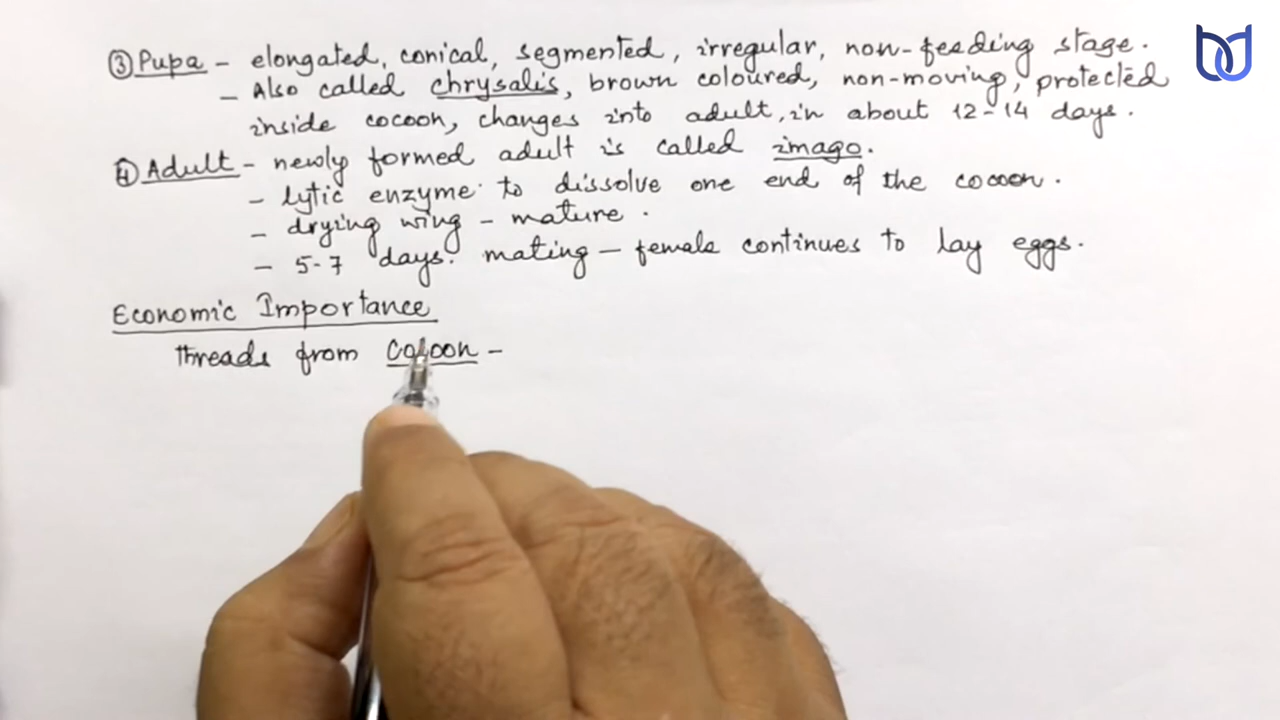 ③ Pupa - elongated, conical, segmented, irregular, non-feeding stage.
- Also called chrysalis, brown coloured, non-moving, protected
inside cocoon, changes into adult, in about 12-14 days.
④ Adult - newly formed adult is called imago.
- lytic enzyme to dissolve one end of the cocoon.
- drying wing - mature.
- 5-7 days. mating - female continues to lay eggs.
Economic Importance
threads from cocoon -